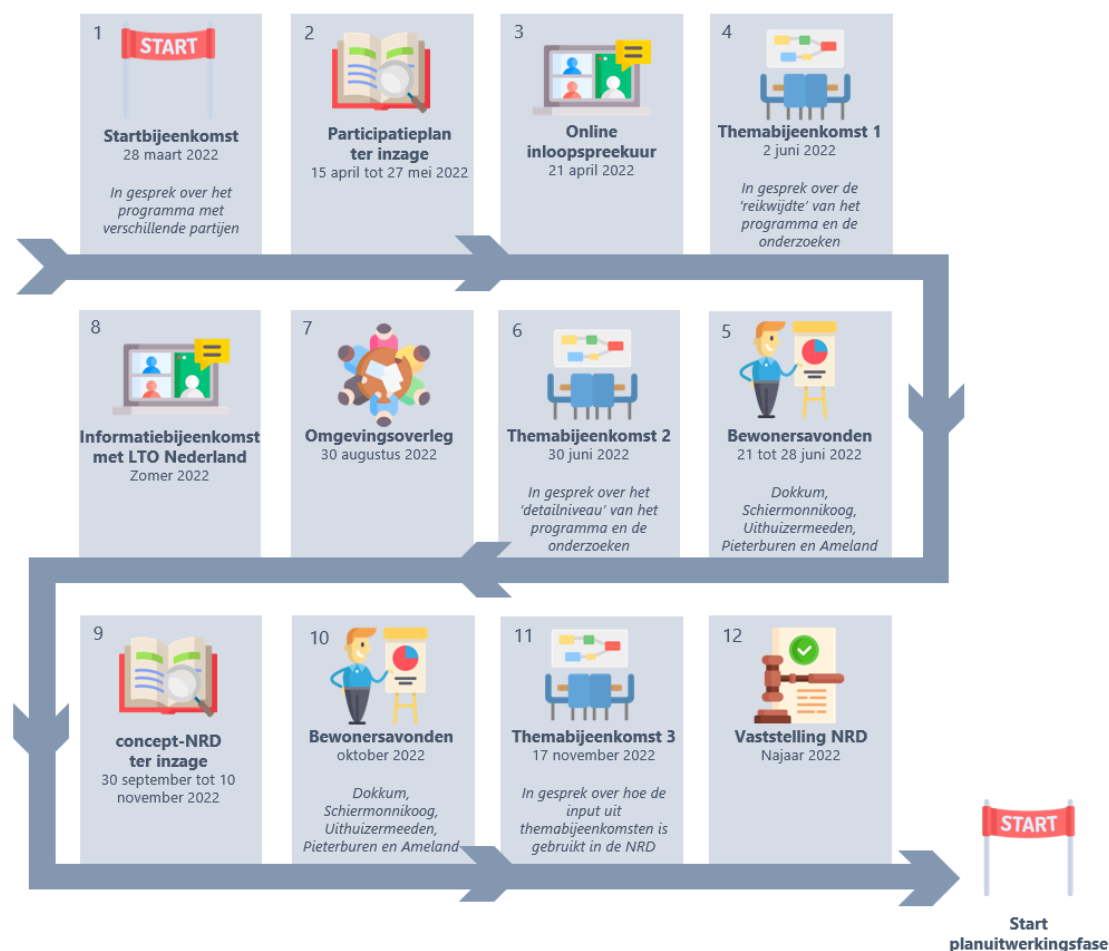 1
START
Startbijeenkomst
28 maart 2022
In gesprek over het
programma met
verschillende partijen
2
Participatieplan
ter inzage
15 april tot 27 mei 2022
3
Online
inloopspreekuur
21 april 2022
4
Themabijeenkomst 1
2 juni 2022
In gesprek over de
'reikwijdte' van het
programma en de
onderzoeken
5
Bewonersavonden
21 tot 28 juni 2022
Dokkum,
Schiermonnikoog,
Uithuizermeeden,
Pieterburen en Ameland
6
Themabijeenkomst 2
30 juni 2022
In gesprek over het
'detailniveau' van het
programma en de
onderzoeken
7
Omgevingsoverleg
30 augustus 2022
8
Informatiebijeenkomst
met LTO Nederland
Zomer 2022
9
concept-NRD
ter inzage
30 september tot 10
november 2022
10
Bewonersavonden
oktober 2022
Dokkum,
Schiermonnikoog,
Uithuizermeeden,
Pieterburen en Ameland
11
Themabijeenkomst 3
17 november 2022
In gesprek over hoe de
input uit
themabijeenkomsten is
gebruikt in de NRD
12
Vaststelling NRD
Najaar 2022
START
Start
planuitwerkingsfase